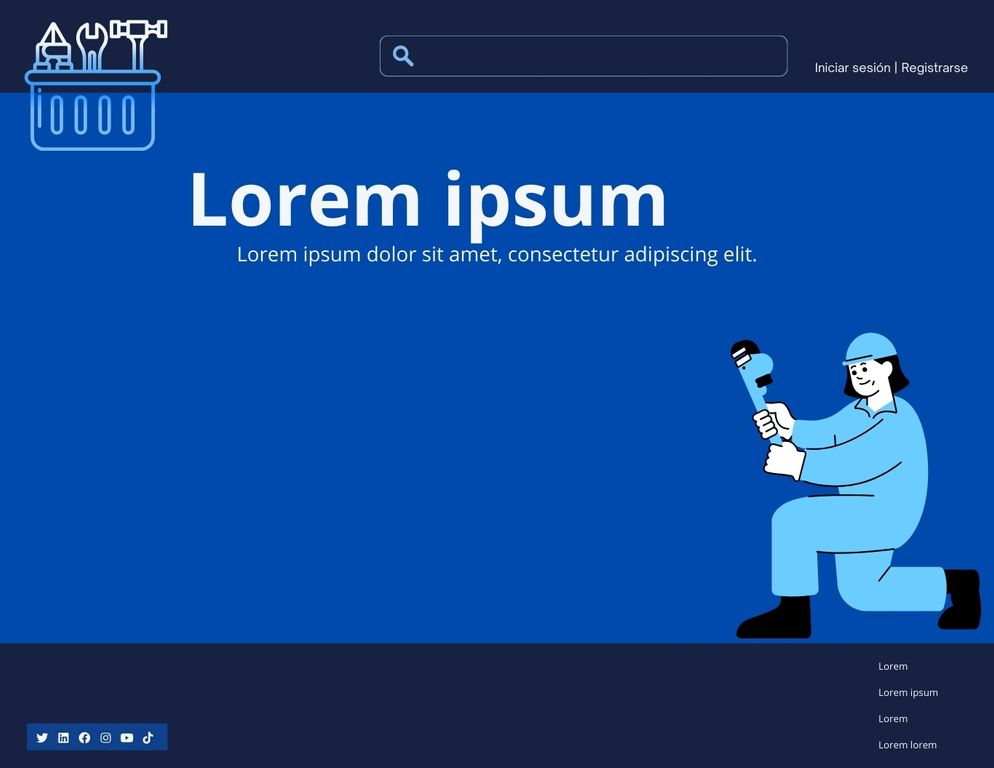 Iniciar sesión | Registrarse
Lorem ipsum
Lorem ipsum dolor sit amet, consectetur adipiscing elit.
Lorem
Lorem ipsum
Lorem
Lorem lorem